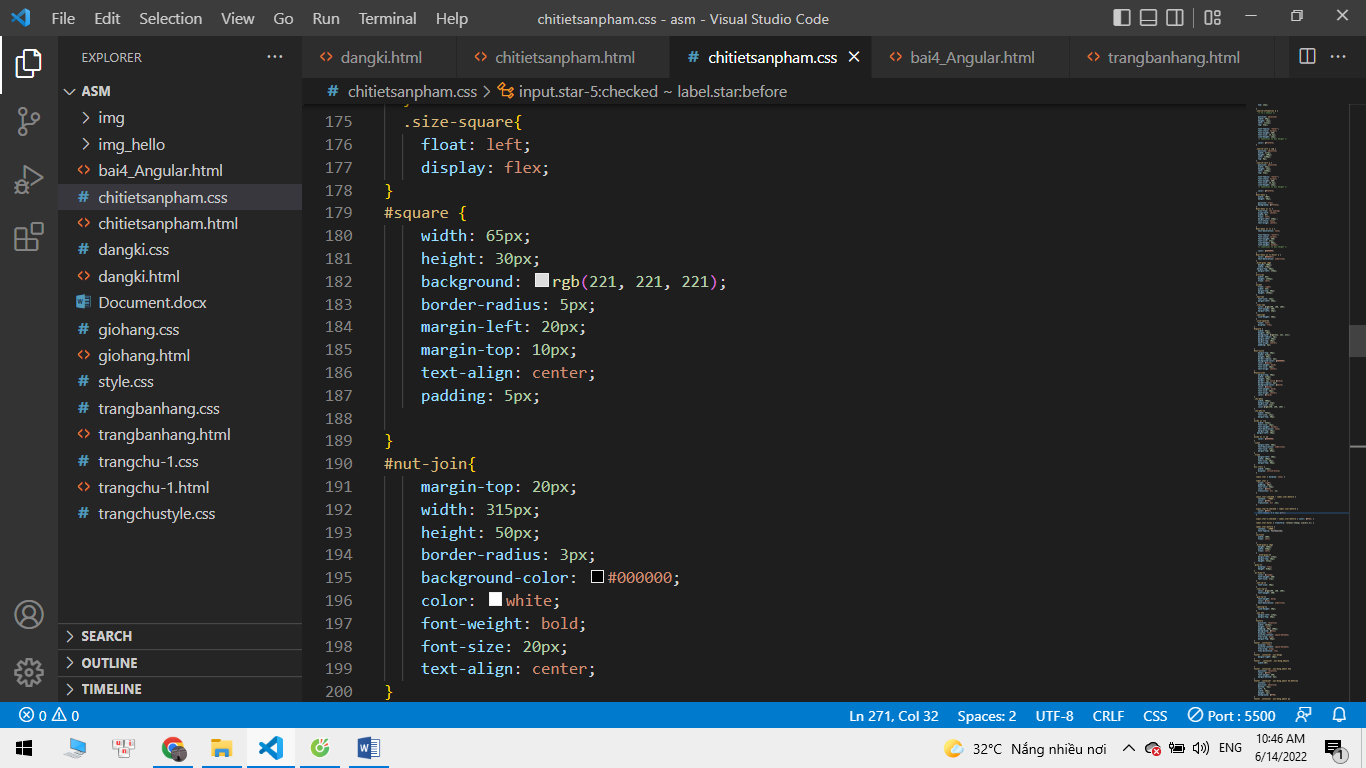 File Edit Selection View Go Run Terminal Help chitietsanpham.css - asm - Visual Studio Code
EXPLORER
dangki.html chitietsanpham.html chitietsanpham.css bai4_Angular.html trangbanhang.html
chitietsanpham.css > input.star-5:checked ~ label.star:before
ASM
img
img_hello
bai4_Angular.html
chitietsanpham.css
chitietsanpham.html
dangki.css
dangki.html
Document.docx
giohang.css
giohang.html
style.css
trangbanhang.css
trangbanhang.html
trangchu-1.css
trangchu-1.html
trangchustyle.css
SEARCH
OUTLINE
TIMELINE
175 .size-square{
176 float: left;
177 display: flex;
178 }
179 #square {
180 width: 65px;
181 height: 30px;
182 background: rgb(221, 221, 221);
183 border-radius: 5px;
184 margin-left: 20px;
185 margin-top: 10px;
186 text-align: center;
187 padding: 5px;
188
189 }
190 #nut-join{
191 margin-top: 20px;
192 width: 315px;
193 height: 50px;
194 border-radius: 3px;
195 background-color: #000000;
196 color: white;
197 font-weight: bold;
198 font-size: 20px;
199 text-align: center;
200 }
0 0 Ln 271, Col 32 Spaces: 2 UTF-8 CRLF CSS Port : 5500
32°C Nắng nhiều nơi ENG 10:46 AM
6/14/2022 1